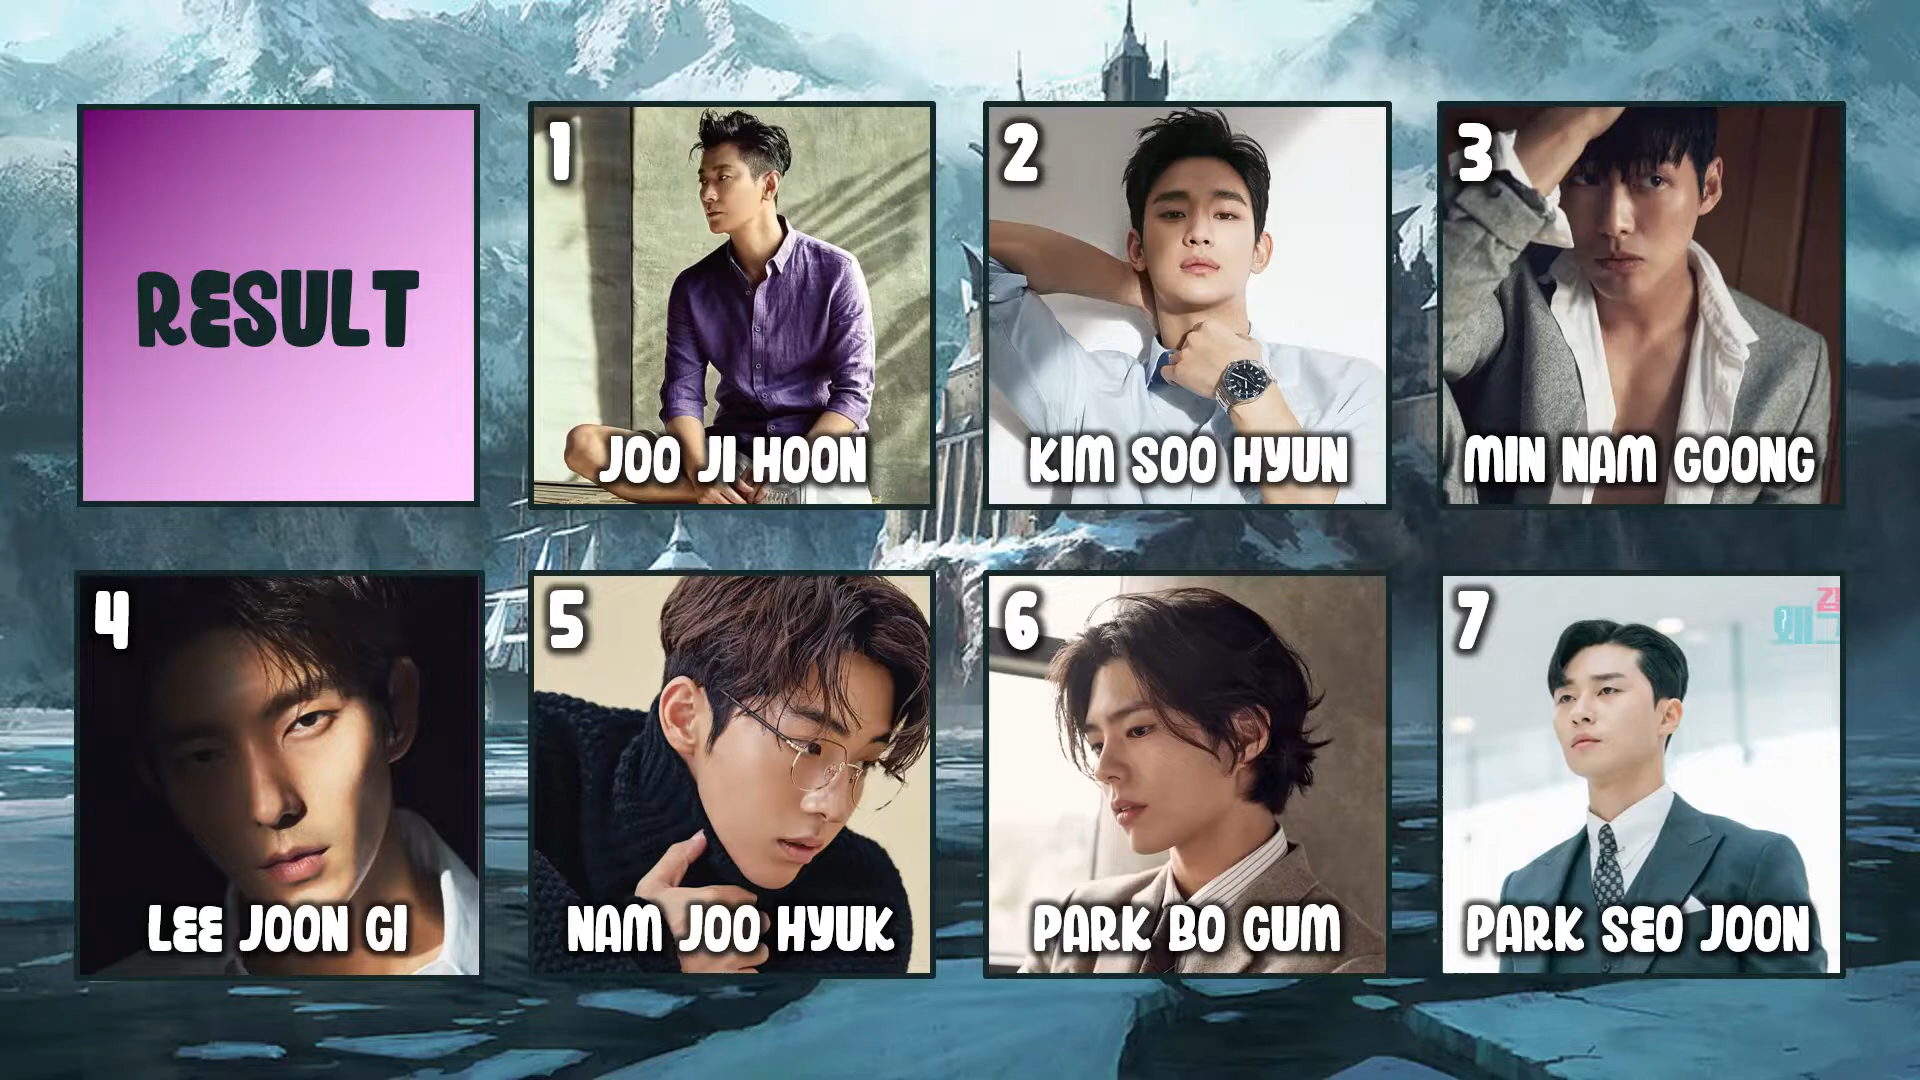 RESULT
1
JOO JI HOON
2
KIM SOO HYUN
3
MIN NAM GOONG
4
LEE JOON GI
5
NAM JOO HYUK
6
PARK BO GUM
7
PARK SEO JOON